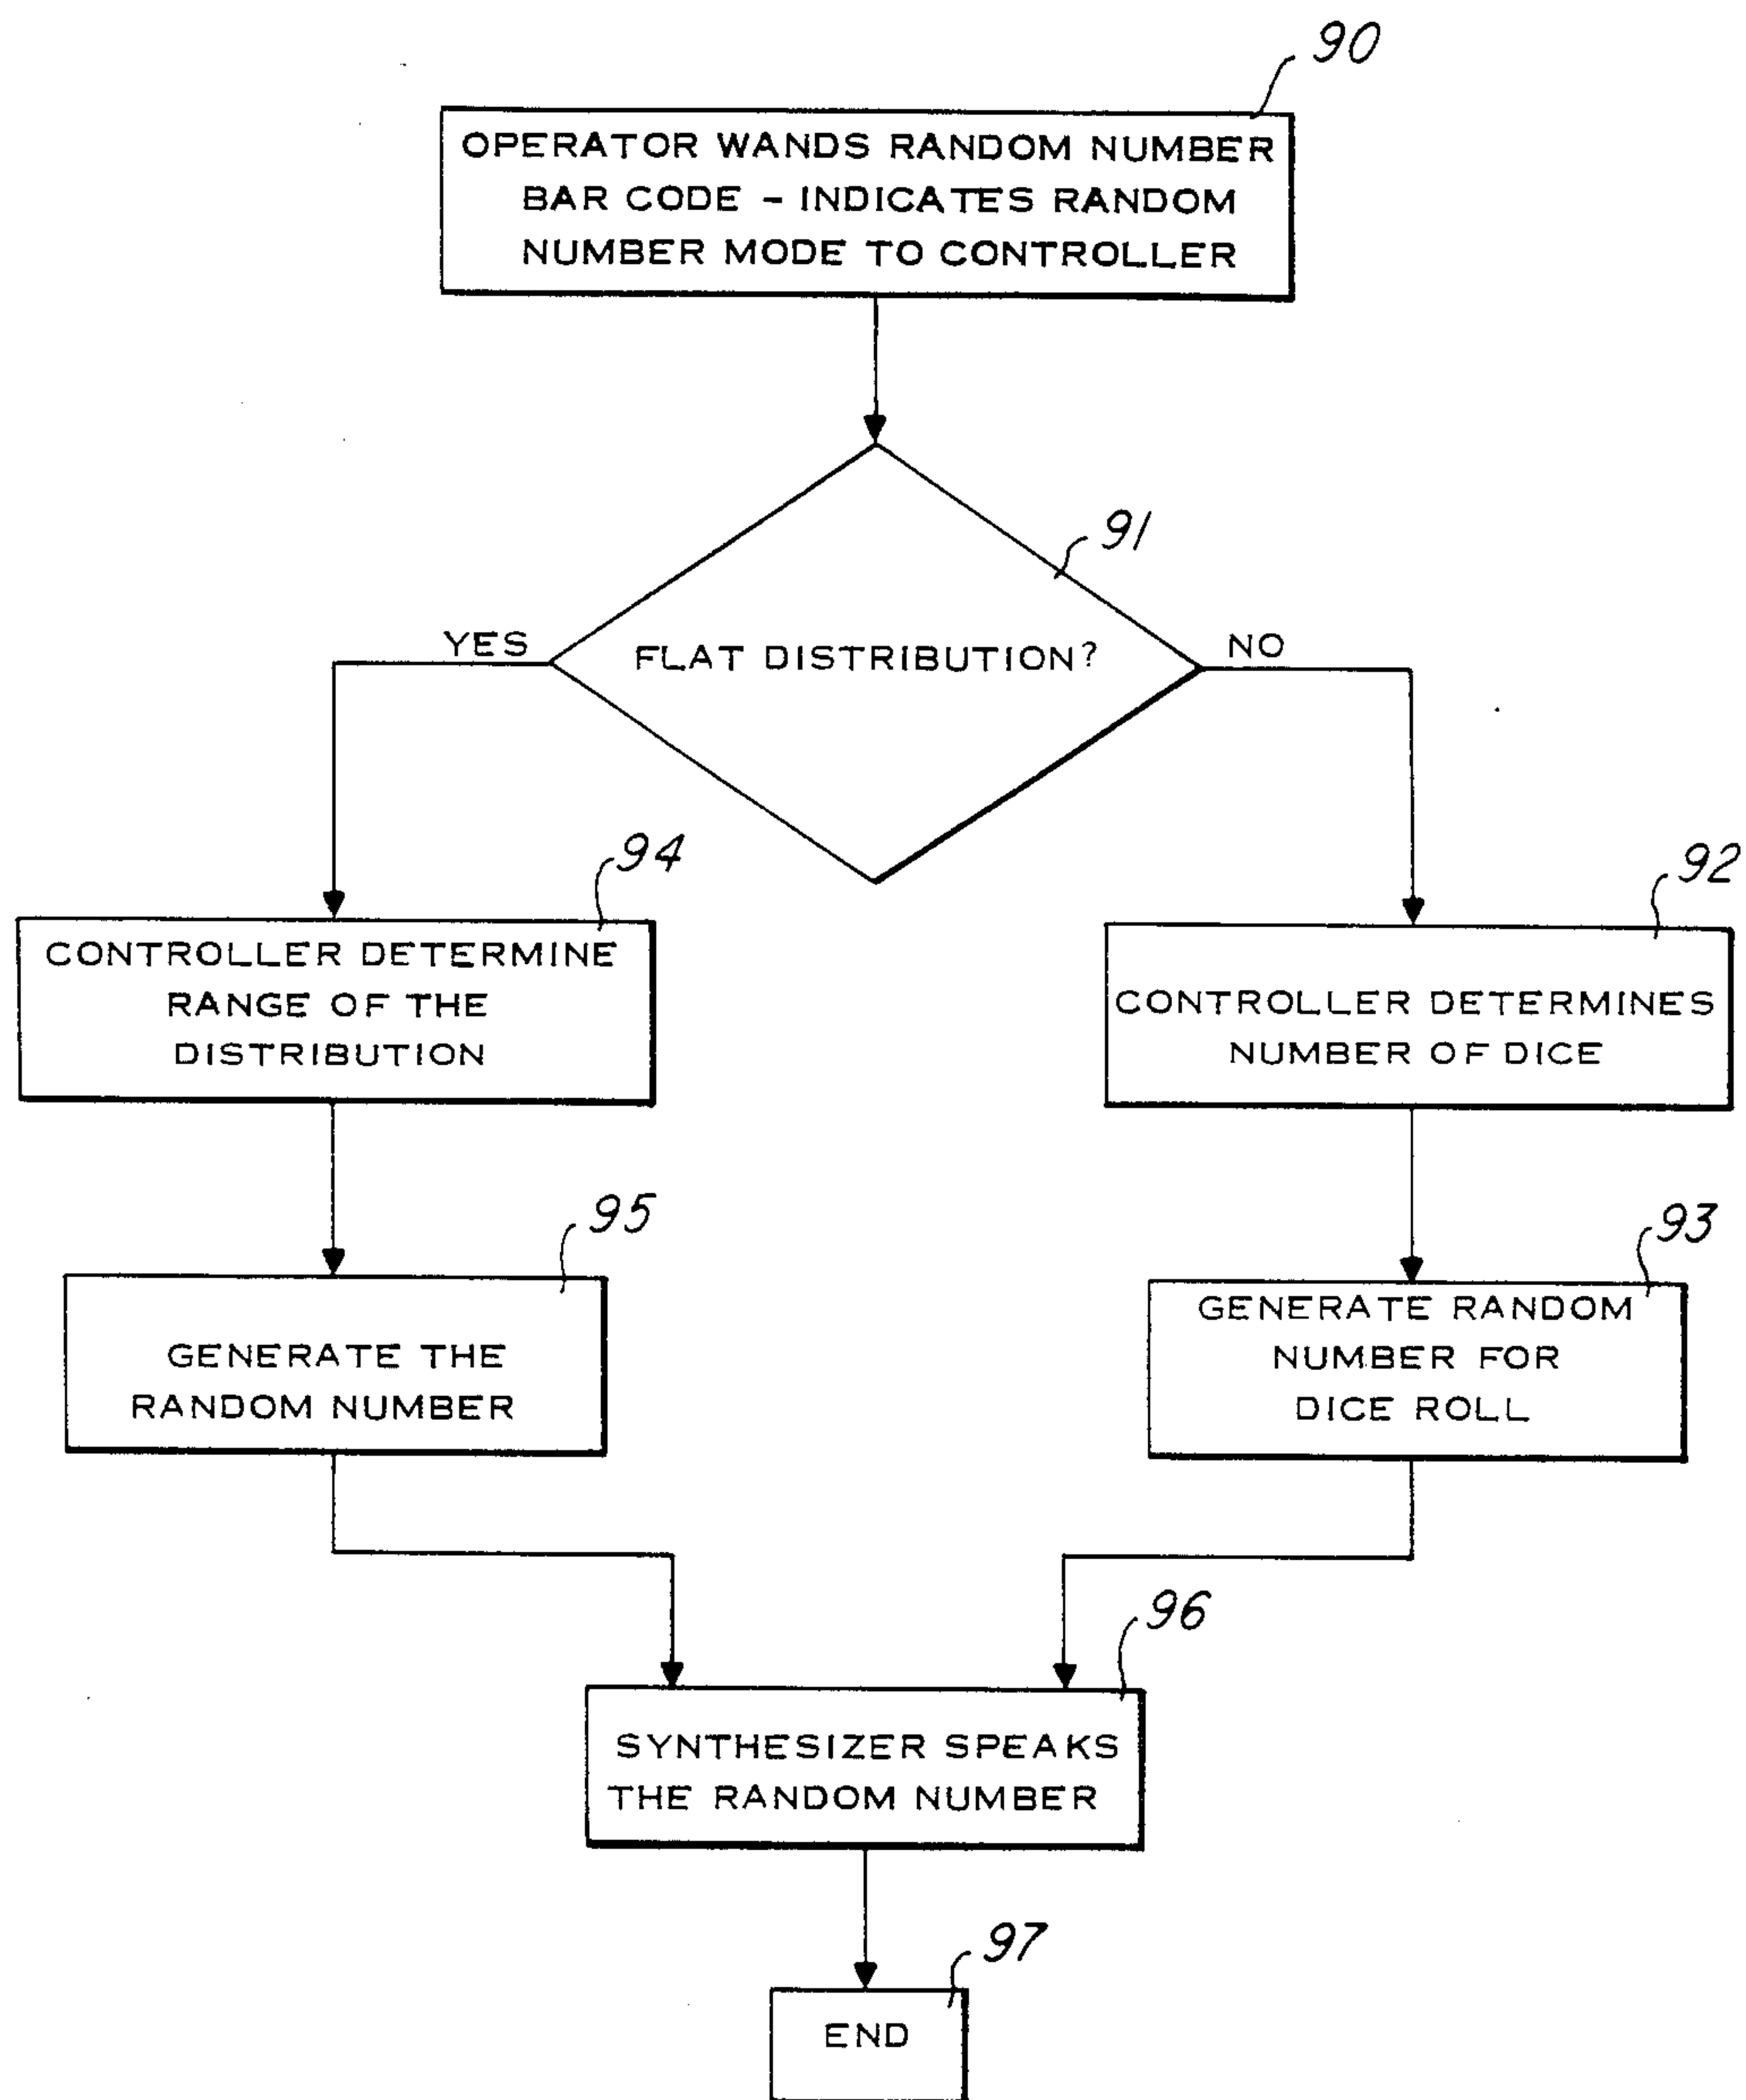 90
OPERATOR WANDS RANDOM NUMBER
BAR CODE - INDICATES RANDOM
NUMBER MODE TO CONTROLLER
91
YES
FLAT DISTRIBUTION?
NO
94
CONTROLLER DETERMINE
RANGE OF THE
DISTRIBUTION
92
CONTROLLER DETERMINES
NUMBER OF DICE
95
GENERATE THE
RANDOM NUMBER
93
GENERATE RANDOM
NUMBER FOR
DICE ROLL
96
SYNTHESIZER SPEAKS
THE RANDOM NUMBER
97
END